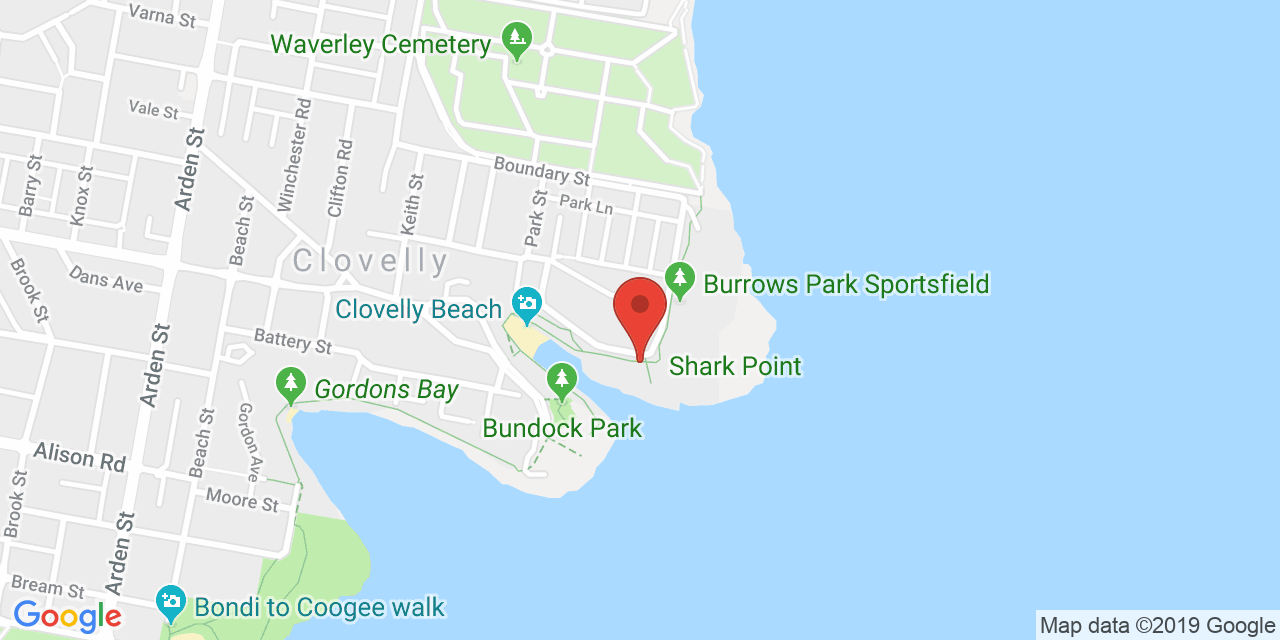 Varna St
Waverley Cemetery
Vale St
Winchester Rd
Arden St
Clifton Rd
Boundary St
Barry St
Knox St
Keith St
Park Ln
Beach St
Park St
Clovelly
Dans Ave
Brook St
Burrows Park Sportsfield
Clovelly Beach
Battery St
Arden St
Shark Point
Gordons Bay
Bundock Park
Beach St
Gordon Ave
Alison Rd
Moore St
Brook St
Arden St
Bream St
Bondi to Coogee walk
Google
Map data ©2019 Google